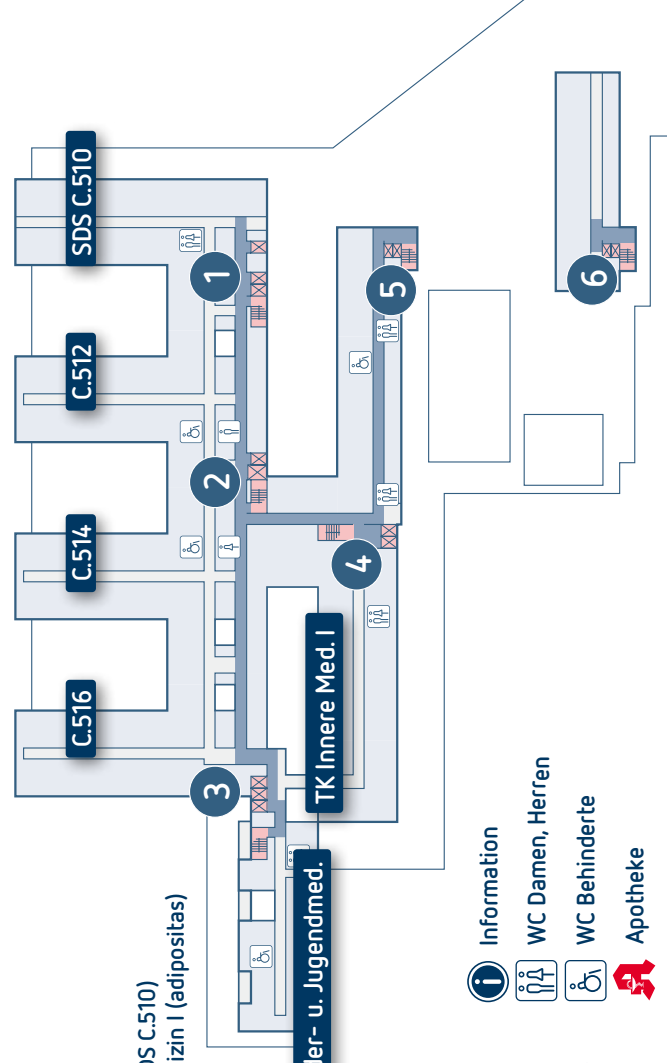 C.516
C.514
C.512
SDS C.510
DS C.510)
izin I (adipositas)
3
2
1
der- u. Jugendmed.
TK Innere Med. I
4
5
6
Information
WC Damen, Herren
WC Behinderte
Apotheke